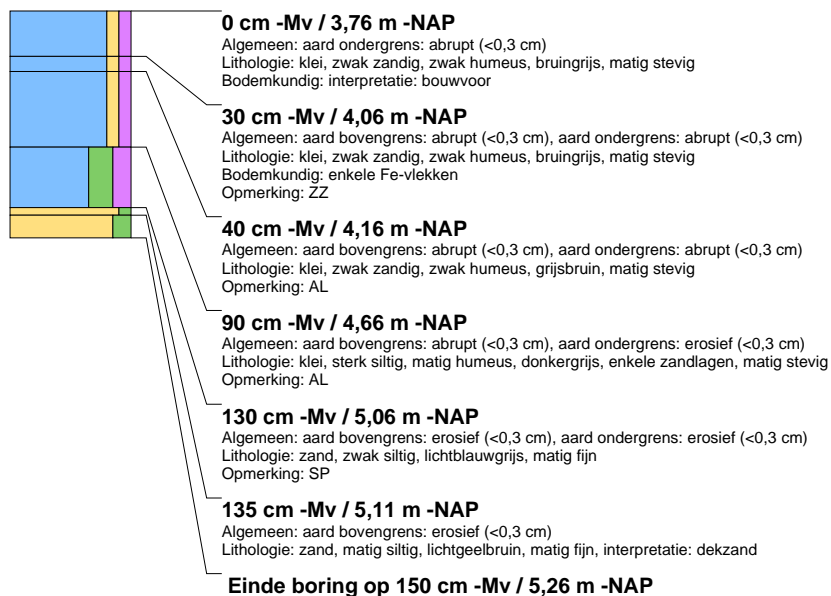 0 cm -Mv / 3,76 m -NAP
Algemeen: aard ondergrens: abrupt (<0,3 cm)
Lithologie: klei, zwak zandig, zwak humeus, bruingrijs, matig stevig
Bodemkundig: interpretatie: bouwvoor
30 cm -Mv / 4,06 m -NAP
Algemeen: aard bovengrens: abrupt (<0,3 cm), aard ondergrens: abrupt (<0,3 cm)
Lithologie: klei, zwak zandig, zwak humeus, bruingrijs, matig stevig
Bodemkundig: enkele Fe-vlekken
Opmerking: ZZ
40 cm -Mv / 4,16 m -NAP
Algemeen: aard bovengrens: abrupt (<0,3 cm), aard ondergrens: abrupt (<0,3 cm)
Lithologie: klei, zwak zandig, zwak humeus, grijsbruin, matig stevig
Opmerking: AL
90 cm -Mv / 4,66 m -NAP
Algemeen: aard bovengrens: abrupt (<0,3 cm), aard ondergrens: erosief (<0,3 cm)
Lithologie: klei, sterk siltig, matig humeus, donkergrijs, enkele zandlagen, matig stevig
Opmerking: AL
130 cm -Mv / 5,06 m -NAP
Algemeen: aard bovengrens: erosief (<0,3 cm), aard ondergrens: erosief (<0,3 cm)
Lithologie: zand, zwak siltig, lichtblauwgrijs, matig fijn
Opmerking: SP
135 cm -Mv / 5,11 m -NAP
Algemeen: aard bovengrens: erosief (<0,3 cm)
Lithologie: zand, matig siltig, lichtgeelbruin, matig fijn, interpretatie: dekzand
Einde boring op 150 cm -Mv / 5,26 m -NAP